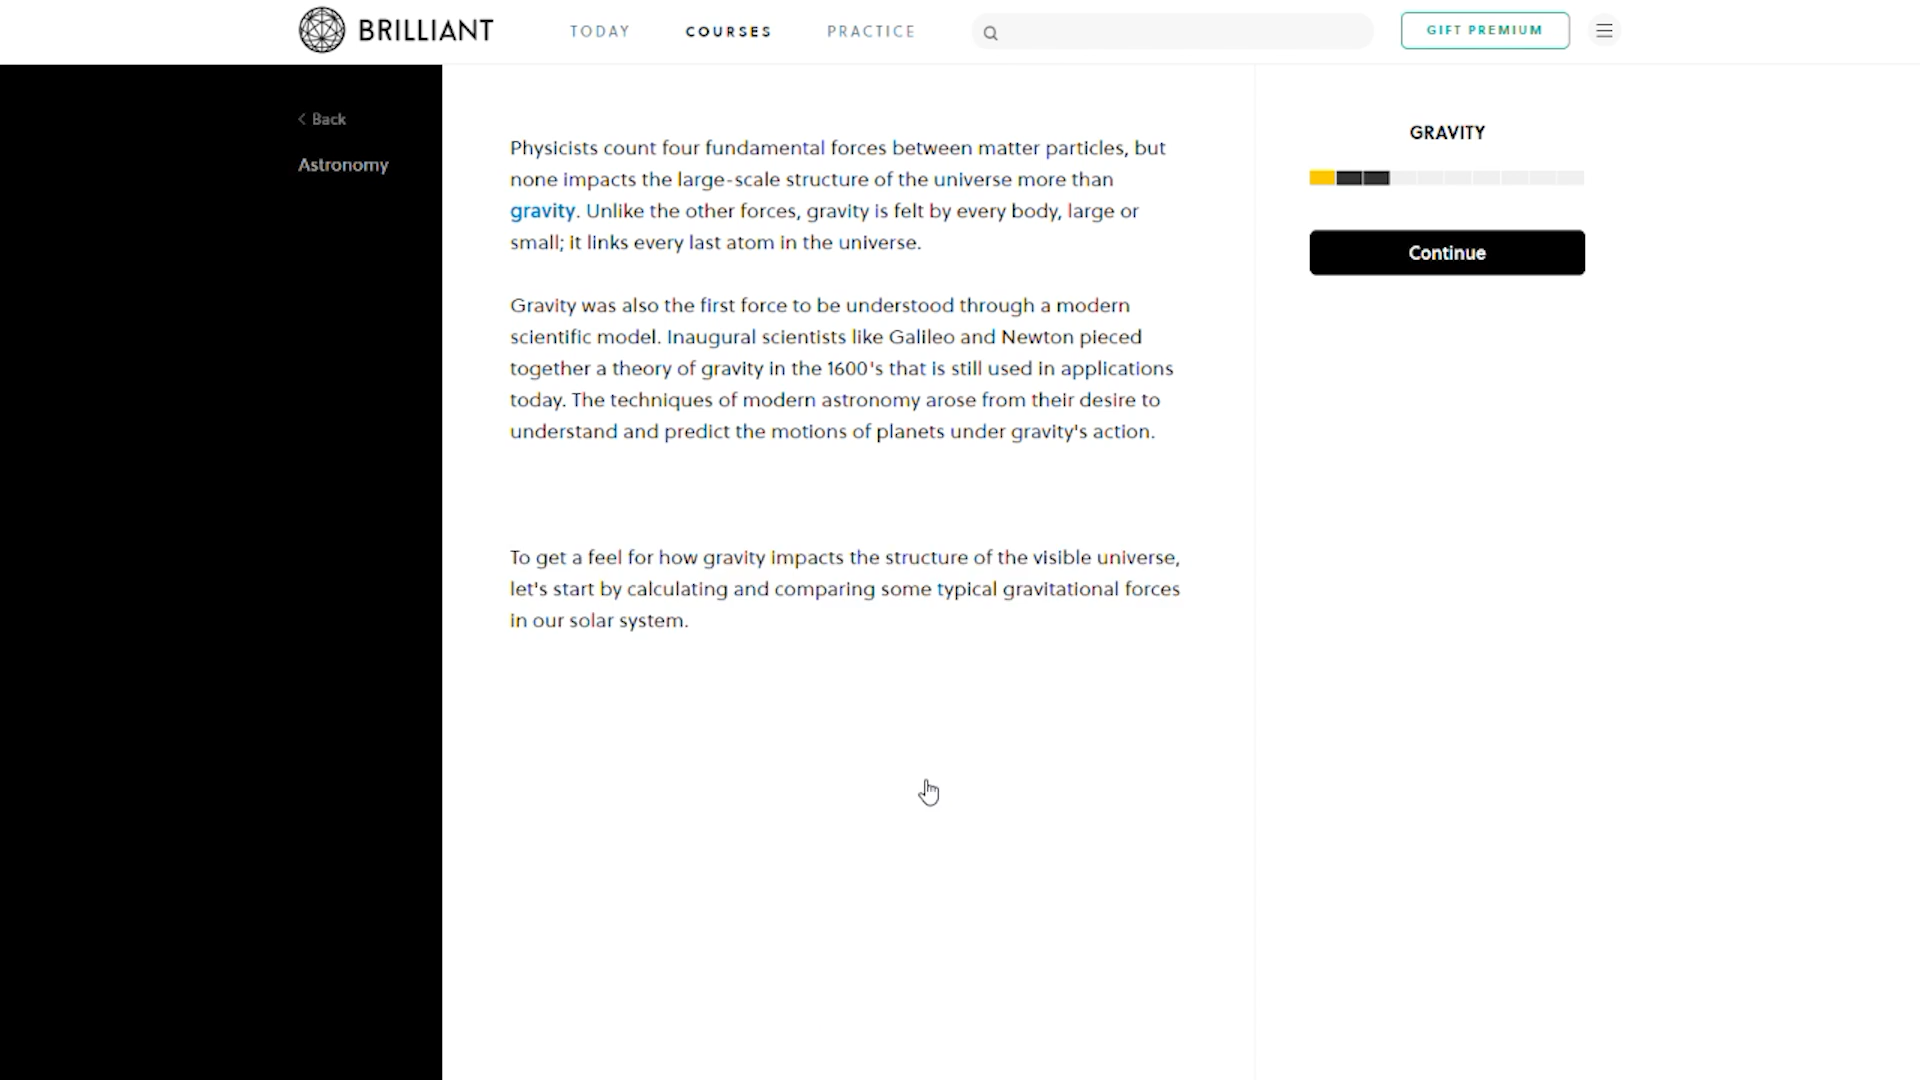 BRILLIANT
TODAY
COURSES
PRACTICE
GIFT PREMIUM
Back
Astronomy
Physicists count four fundamental forces between matter particles, but
none impacts the large-scale structure of the universe more than
gravity. Unlike the other forces, gravity is felt by every body, large or
small; it links every last atom in the universe.
Gravity was also the first force to be understood through a modern
scientific model. Inaugural scientists like Galileo and Newton pieced
together a theory of gravity in the 1600's that is still used in applications
today. The techniques of modern astronomy arose from their desire to
understand and predict the motions of planets under gravity's action.
To get a feel for how gravity impacts the structure of the visible universe,
let's start by calculating and comparing some typical gravitational forces
in our solar system.
GRAVITY
Continue